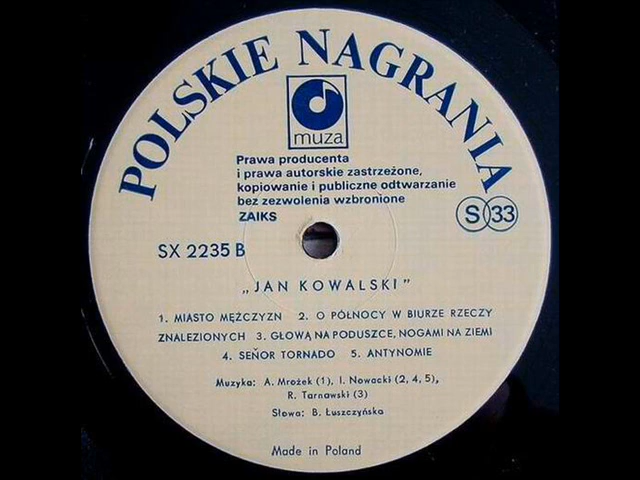 POLSKIE NAGRANIA
muza
Prawa producenta
i prawa autorskie zastrzeżone,
kopiowanie i publiczne odtwarzanie
bez zezwolenia wzbronione
ZAIKS
S 33
SX 2235 B
„JAN KOWALSKI”
1. MIASTO MĘŻCZYZN 2. O PÓŁNOCY W BIURZE RZECZY
ZNALEZIONYCH 3. GŁOWĄ NA PODUSZCE, NOGAMI NA ZIEMI
4. SEÑOR TORNADO 5. ANTYNOMIE
Muzyka: A. Mrożek (1), I. Nowacki (2, 4, 5),
R. Tarnawski (3)
Słowa: B. Łuszczyńska
Made in Poland